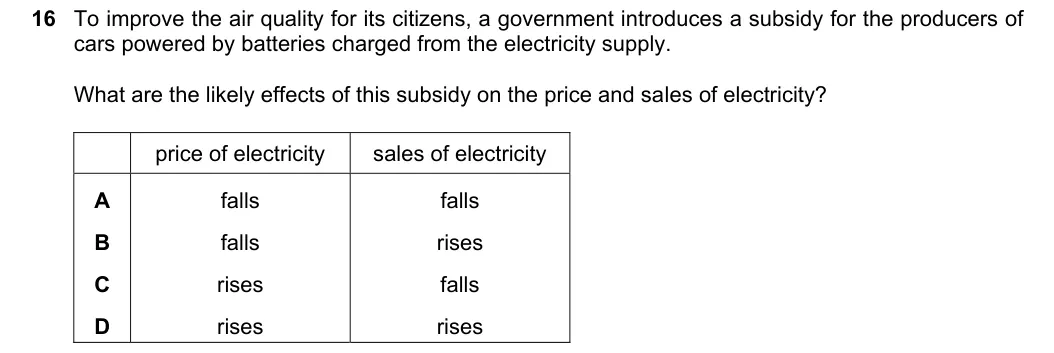 16 To improve the air quality for its citizens, a government introduces a subsidy for the producers of
cars powered by batteries charged from the electricity supply.
What are the likely effects of this subsidy on the price and sales of electricity?
price of electricity sales of electricity
A falls falls
B falls rises
C rises falls
D rises rises